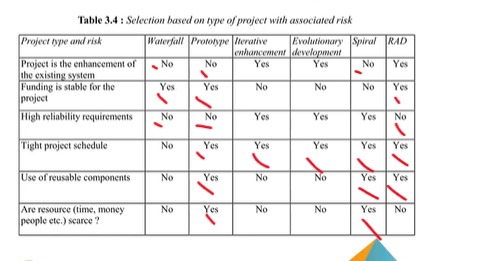 Table 3.4 : Selection based on type of project with associated risk
Project type and risk Waterfall Prototype Iterative enhancement Evolutionary development Spiral RAD
Project is the enhancement of the existing system No No Yes Yes No Yes
Funding is stable for the project Yes Yes No No No Yes
High reliability requirements No No Yes Yes Yes No
Tight project schedule No Yes Yes Yes Yes Yes
Use of reusable components No Yes No No Yes Yes
Are resource (time, money people etc.) scarce ? No Yes No No Yes No